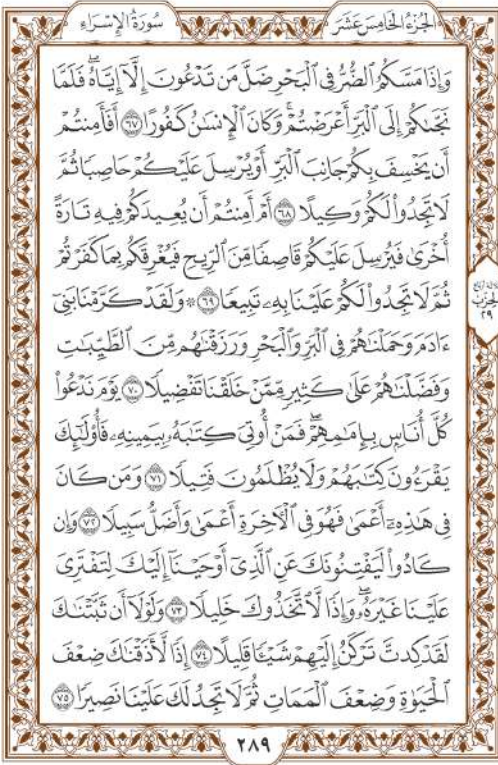 الجُزْءُ الخَامِسَ عَشَرَ سُورَةُ الإِسْرَاءِ
وَإِذَا مَسَّكُمُ ٱلضُّرُّ فِي ٱلْبَحْرِ ضَلَّ مَن تَدْعُونَ إِلَّآ إِيَّاهُۖ فَلَمَّا
نَجَّىٰكُمْ إِلَى ٱلْبَرِّ أَعْرَضْتُمْۚ وَكَانَ ٱلْإِنسَٰنُ كَفُورًا ٦٧ أَفَأَمِنتُمْ
أَن يَخْسِفَ بِكُمْ جَانِبَ ٱلْبَرِّ أَوْ يُرْسِلَ عَلَيْكُمْ حَاصِبًا ثُمَّ
لَا تَجِدُوا۟ لَكُمْ وَكِيلًا ٦٨ أَمْ أَمِنتُمْ أَن يُعِيدَكُمْ فِيهِ تَارَةً
أُخْرَىٰ فَيُرْسِلَ عَلَيْكُمْ قَاصِفًا مِّنَ ٱلرِّيحِ فَيُغْرِقَكُم بِمَا كَفَرْتُمْ
ثُمَّ لَا تَجِدُوا۟ لَكُمْ عَلَيْنَا بِهِۦ تَبِيعًا ٦٩ ۞ وَلَقَدْ كَرَّمْنَا بَنِىٓ
ءَادَمَ وَحَمَلْنَٰهُمْ فِي ٱلْبَرِّ وَٱلْبَحْرِ وَرَزَقْنَٰهُم مِّنَ ٱلطَّيِّبَٰتِ
وَفَضَّلْنَٰهُمْ عَلَىٰ كَثِيرٍ مِّمَّنْ خَلَقْنَا تَفْضِيلًا ٧٠ يَوْمَ نَدْعُوا۟
كُلَّ أُنَاسٍۭ بِإِمَٰمِهِمْۖ فَمَنْ أُوتِىَ كِتَٰبَهُۥ بِيَمِينِهِۦ فَأُو۟لَٰٓئِكَ
يَقْرَءُونَ كِتَٰبَهُمْ وَلَا يُظْلَمُونَ فَتِيلًا ٧١ وَمَن كَانَ
فِي هَٰذِهِۦٓ أَعْمَىٰ فَهُوَ فِي ٱلْءَاخِرَةِ أَعْمَىٰ وَأَضَلُّ سَبِيلًا ٧٢ وَإِن
كَادُوا۟ لَيَفْتِنُونَكَ عَنِ ٱلَّذِىٓ أَوْحَيْنَآ إِلَيْكَ لِتَفْتَرِىَ
عَلَيْنَا غَيْرَهُۥۖ وَإِذًا لَّٱتَّخَذُوكَ خَلِيلًا ٧٣ وَلَوْلَآ أَن ثَبَّتْنَٰكَ
لَقَدْ كِدتَّ تَرْكَنُ إِلَيْهِمْ شَيْـًٔا قَلِيلًا ٧٤ إِذًا لَّأَذَقْنَٰكَ ضِعْفَ
ٱلْحَيَوٰةِ وَضِعْفَ ٱلْمَمَاتِ ثُمَّ لَا تَجِدُ لَكَ عَلَيْنَا نَصِيرًا ٧٥
الحِزْب
٢٩
٢٨٩